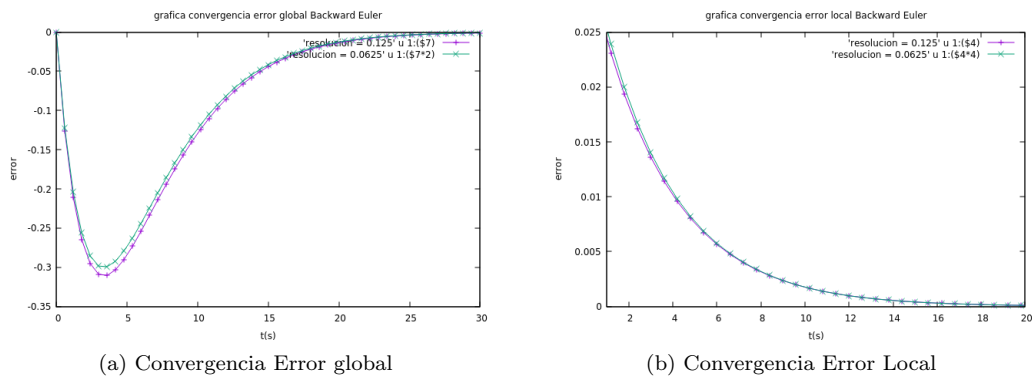 grafica convergencia error global Backward Euler
0
-0.05
-0.1
-0.15
-0.2
-0.25
-0.3
-0.35
error
'resolucion = 0.125' u 1:($7)
'resolucion = 0.0625' u 1:($7*2)
0 5 10 15 20 25 30
t(s)
(a) Convergencia Error global
grafica convergencia error local Backward Euler
0.025
0.02
0.015
0.01
0.005
0
error
'resolucion = 0.125' u 1:($4)
'resolucion = 0.0625' u 1:($4*4)
2 4 6 8 10 12 14 16 18 20
t(s)
(b) Convergencia Error Local